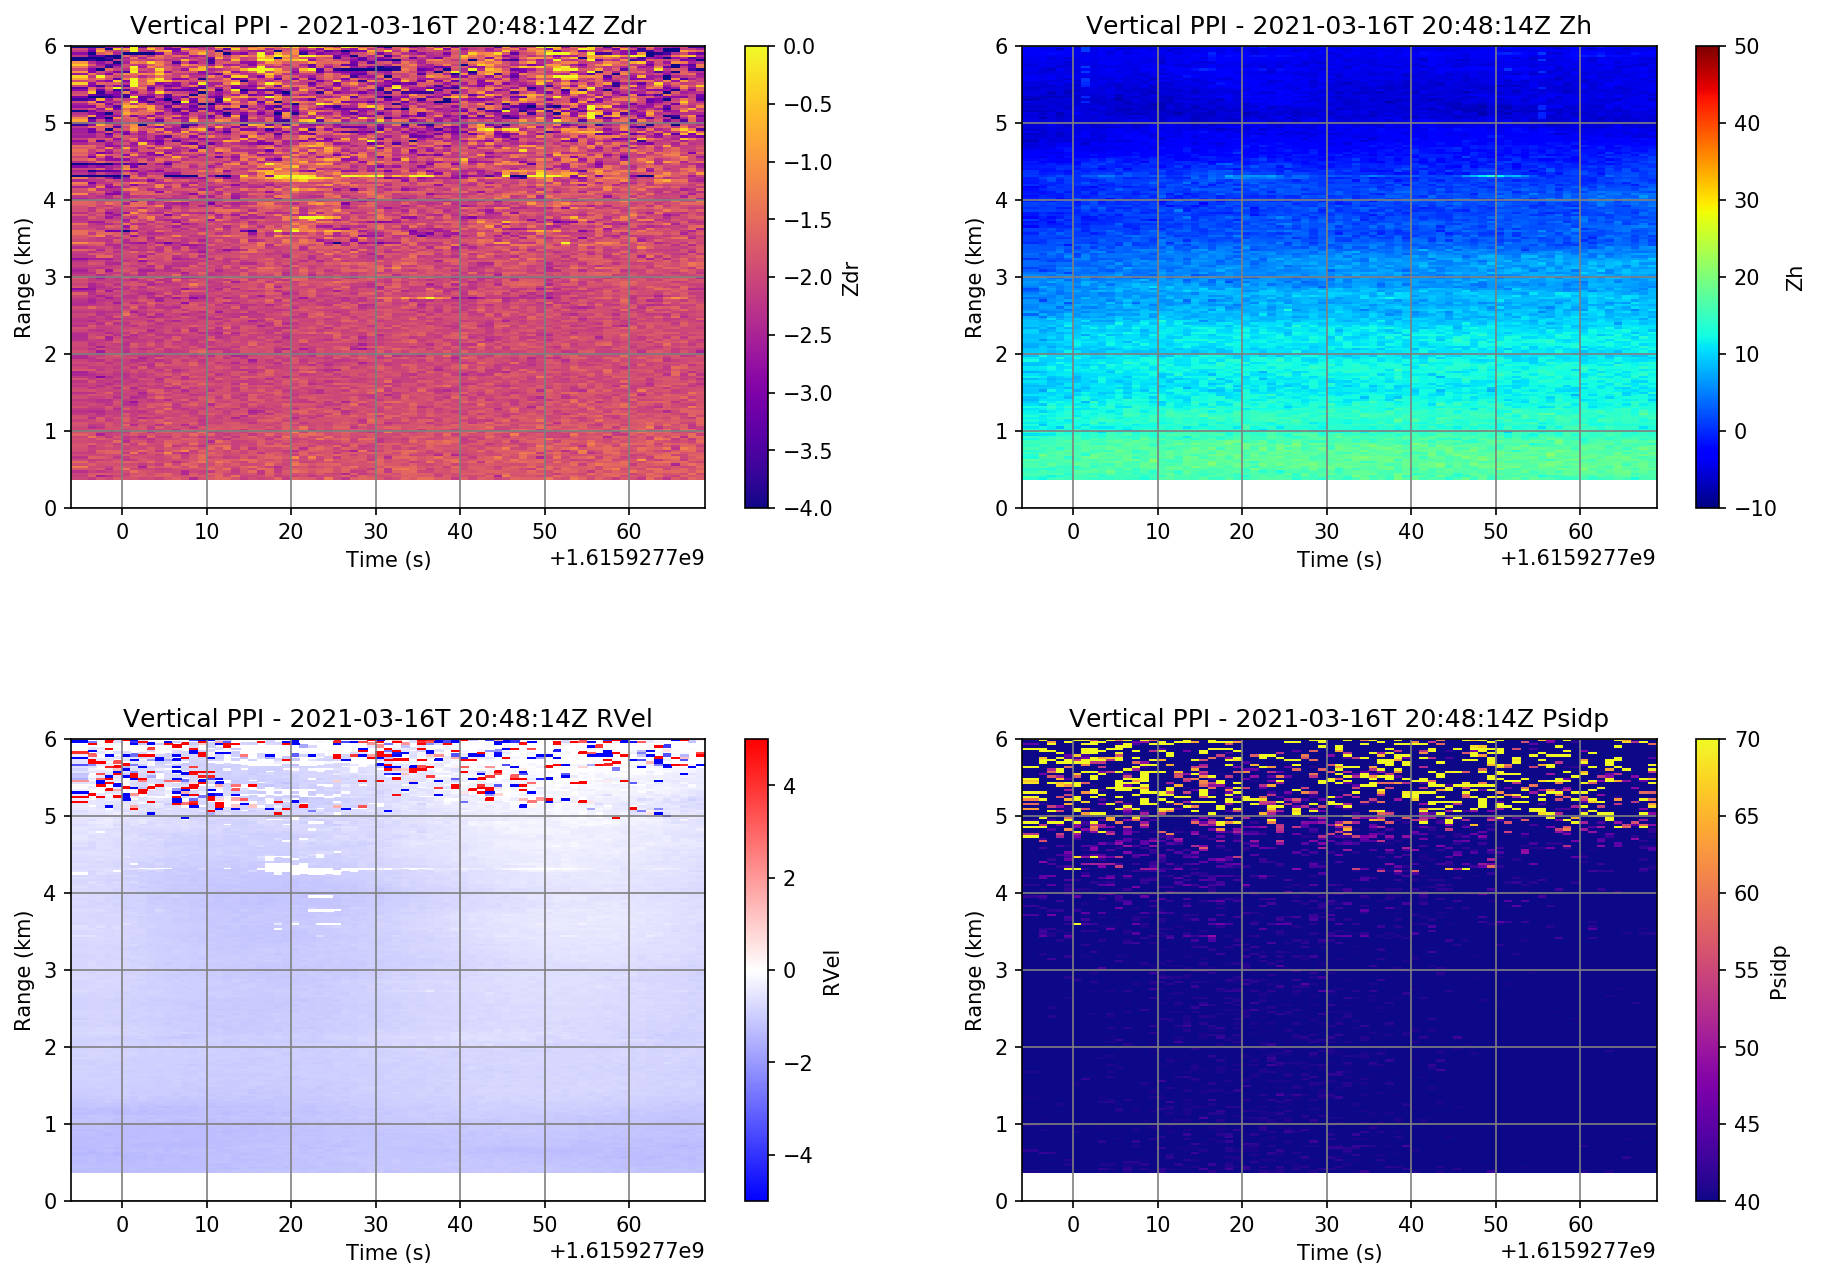 Vertical PPI - 2021-03-16T 20:48:14Z Zdr
6
5
4
3
2
1
0
Range (km)
0 10 20 30 40 50 60
Time (s)
+1.6159277e9
0.0
−0.5
−1.0
−1.5
−2.0
−2.5
−3.0
−3.5
−4.0
Zdr
Vertical PPI - 2021-03-16T 20:48:14Z Zh
6
5
4
3
2
1
0
Range (km)
0 10 20 30 40 50 60
Time (s)
+1.6159277e9
50
40
30
20
10
0
−10
Zh
Vertical PPI - 2021-03-16T 20:48:14Z RVel
6
5
4
3
2
1
0
Range (km)
0 10 20 30 40 50 60
Time (s)
+1.6159277e9
4
2
0
−2
−4
RVel
Vertical PPI - 2021-03-16T 20:48:14Z Psidp
6
5
4
3
2
1
0
Range (km)
0 10 20 30 40 50 60
Time (s)
+1.6159277e9
70
65
60
55
50
45
40
Psidp